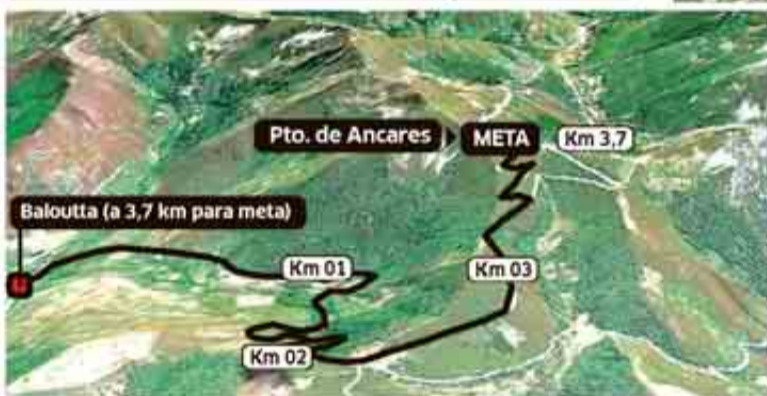 Pto. de Ancares META Km 3,7
Baloutta (a 3,7 km para meta)
Km 01
Km 03
Km 02